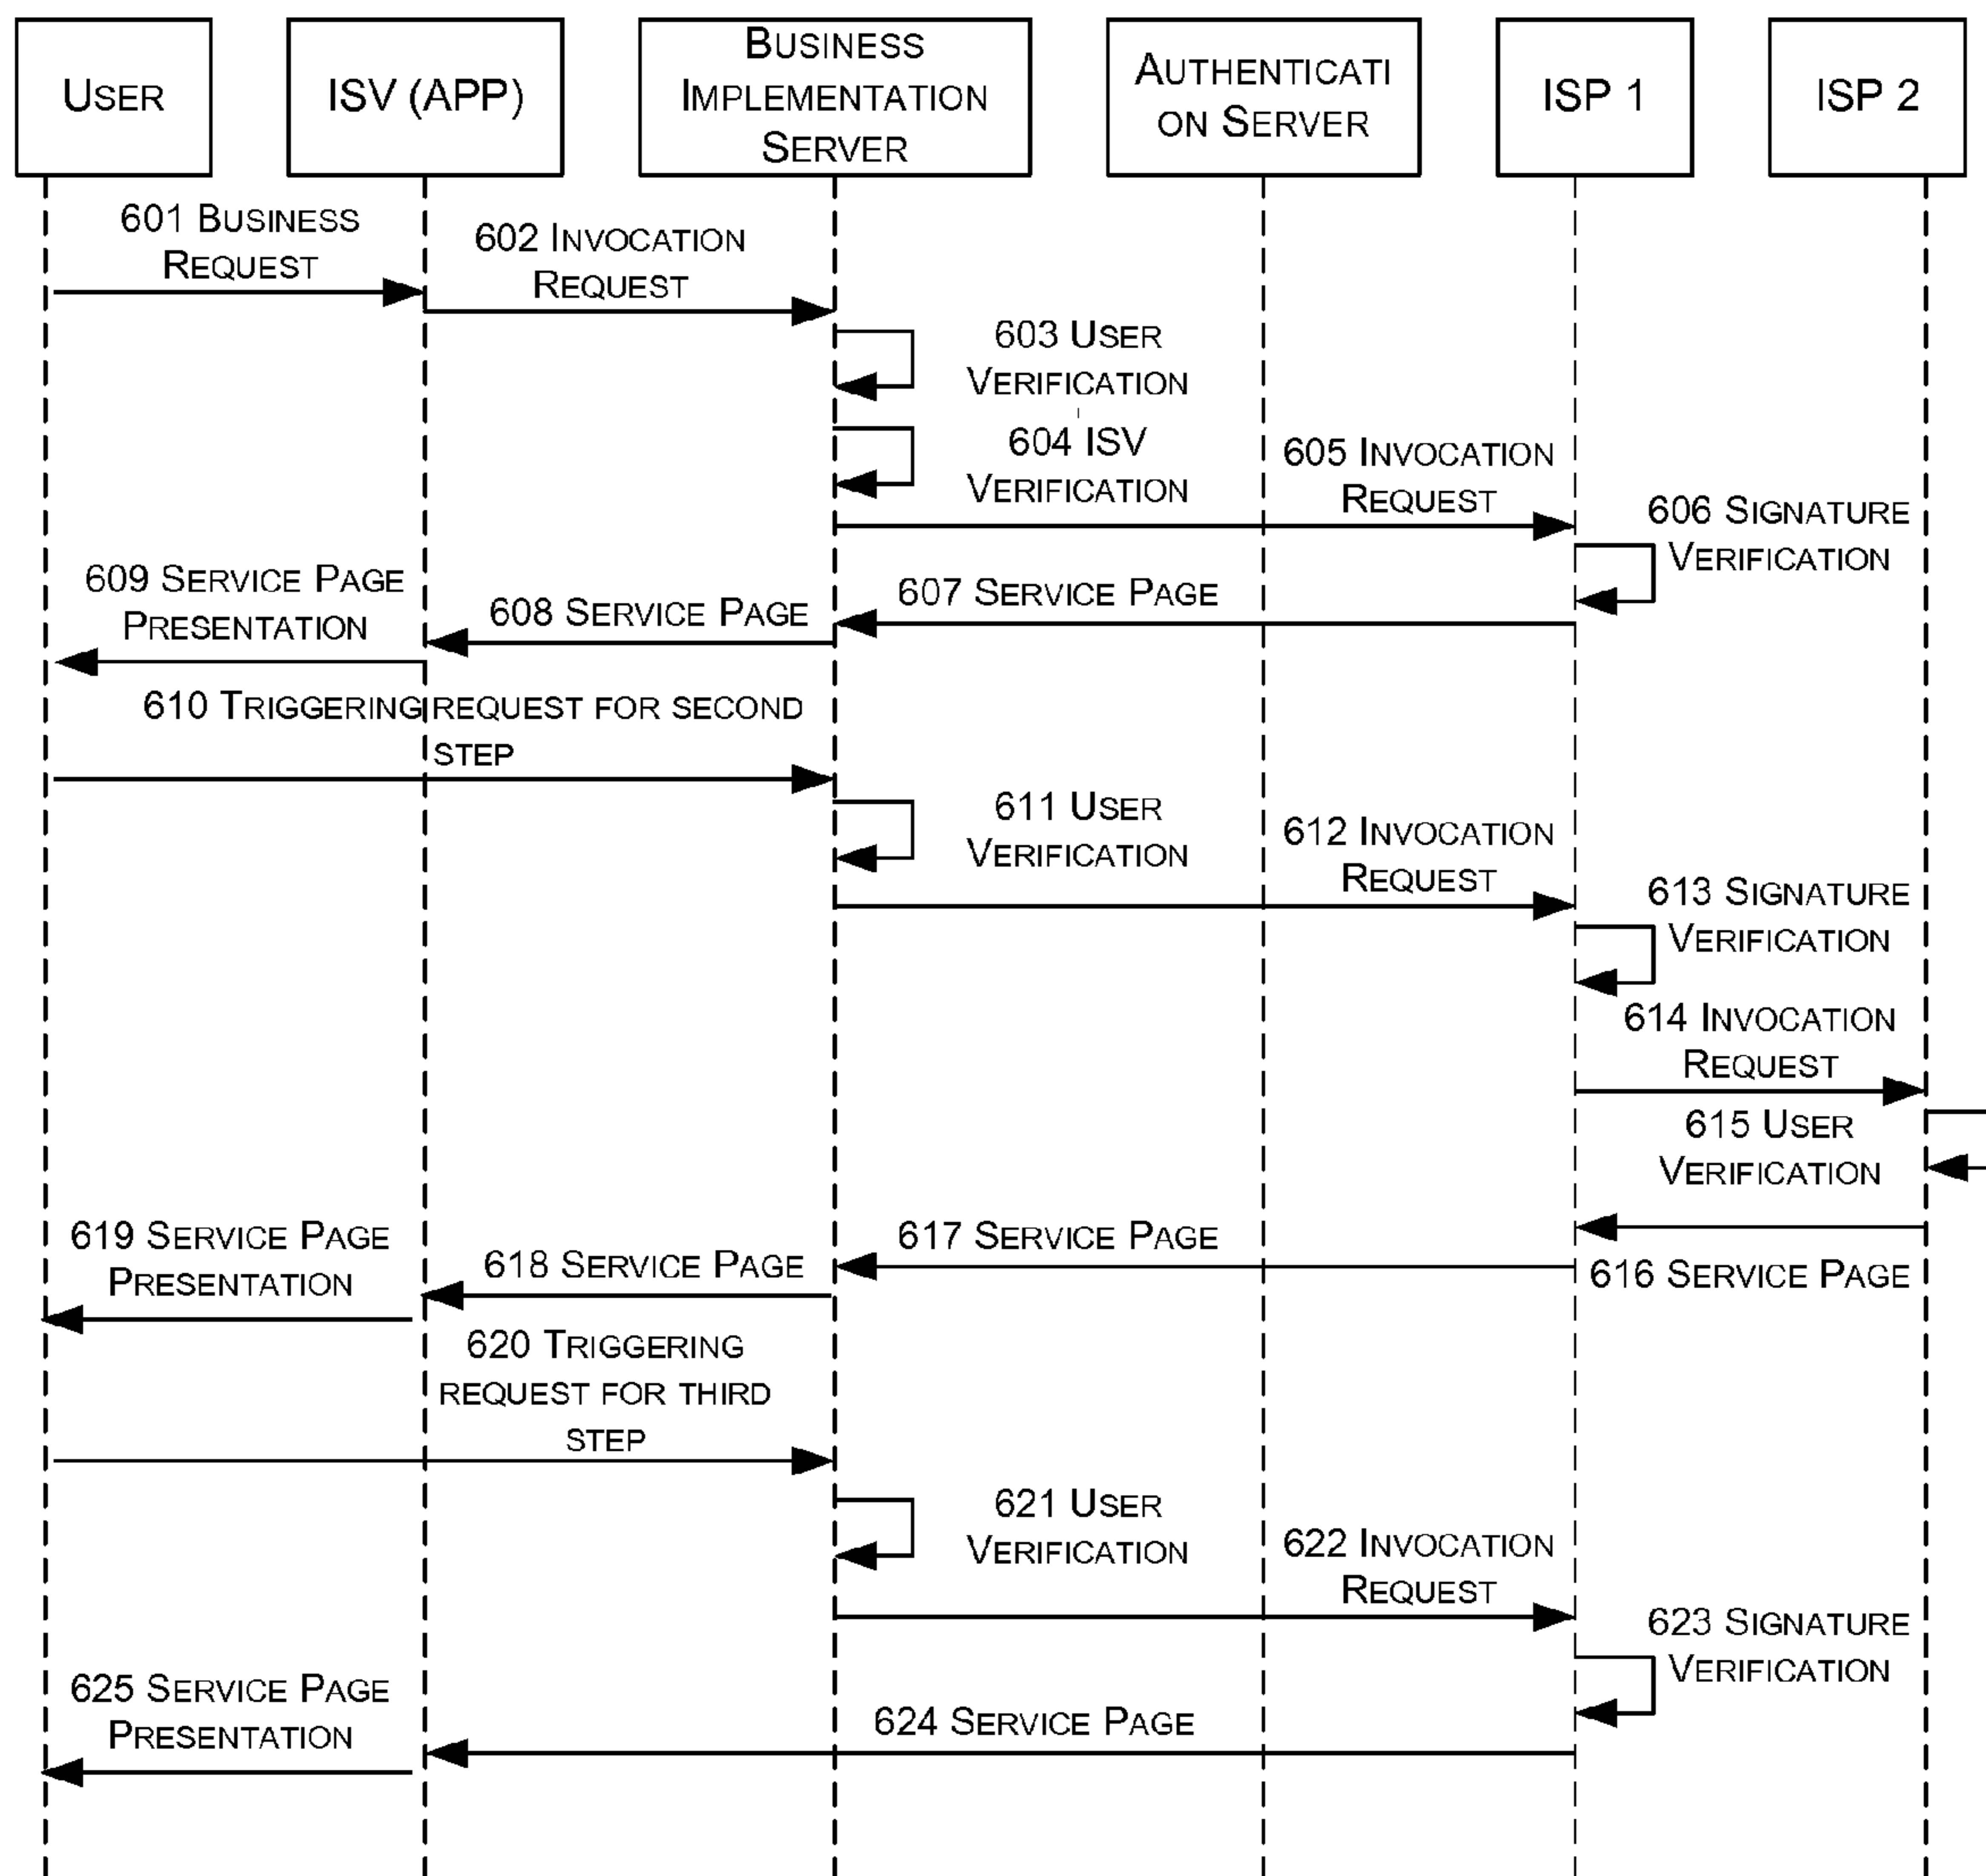 USER
ISV (APP)
BUSINESS
IMPLEMENTATION
SERVER
AUTHENTICATI
ON SERVER
ISP 1
ISP 2
601 BUSINESS
REQUEST
602 INVOCATION
REQUEST
603 USER
VERIFICATION
604 ISV
VERIFICATION
605 INVOCATION
REQUEST
606 SIGNATURE
VERIFICATION
607 SERVICE PAGE
608 SERVICE PAGE
609 SERVICE PAGE
PRESENTATION
610 TRIGGERING REQUEST FOR SECOND
STEP
611 USER
VERIFICATION
612 INVOCATION
REQUEST
613 SIGNATURE
VERIFICATION
614 INVOCATION
REQUEST
615 USER
VERIFICATION
616 SERVICE PAGE
617 SERVICE PAGE
618 SERVICE PAGE
619 SERVICE PAGE
PRESENTATION
620 TRIGGERING
REQUEST FOR THIRD
STEP
621 USER
VERIFICATION
622 INVOCATION
REQUEST
623 SIGNATURE
VERIFICATION
624 SERVICE PAGE
625 SERVICE PAGE
PRESENTATION